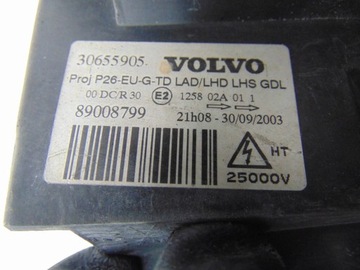 30655905 VOLVO
Proj P26-EU-G-TD LAD/LHD LHS GDL
00 DC/R 30 E2 1258 02A 01 1
89008799 21h08 - 30/09/2003
HT
25000V